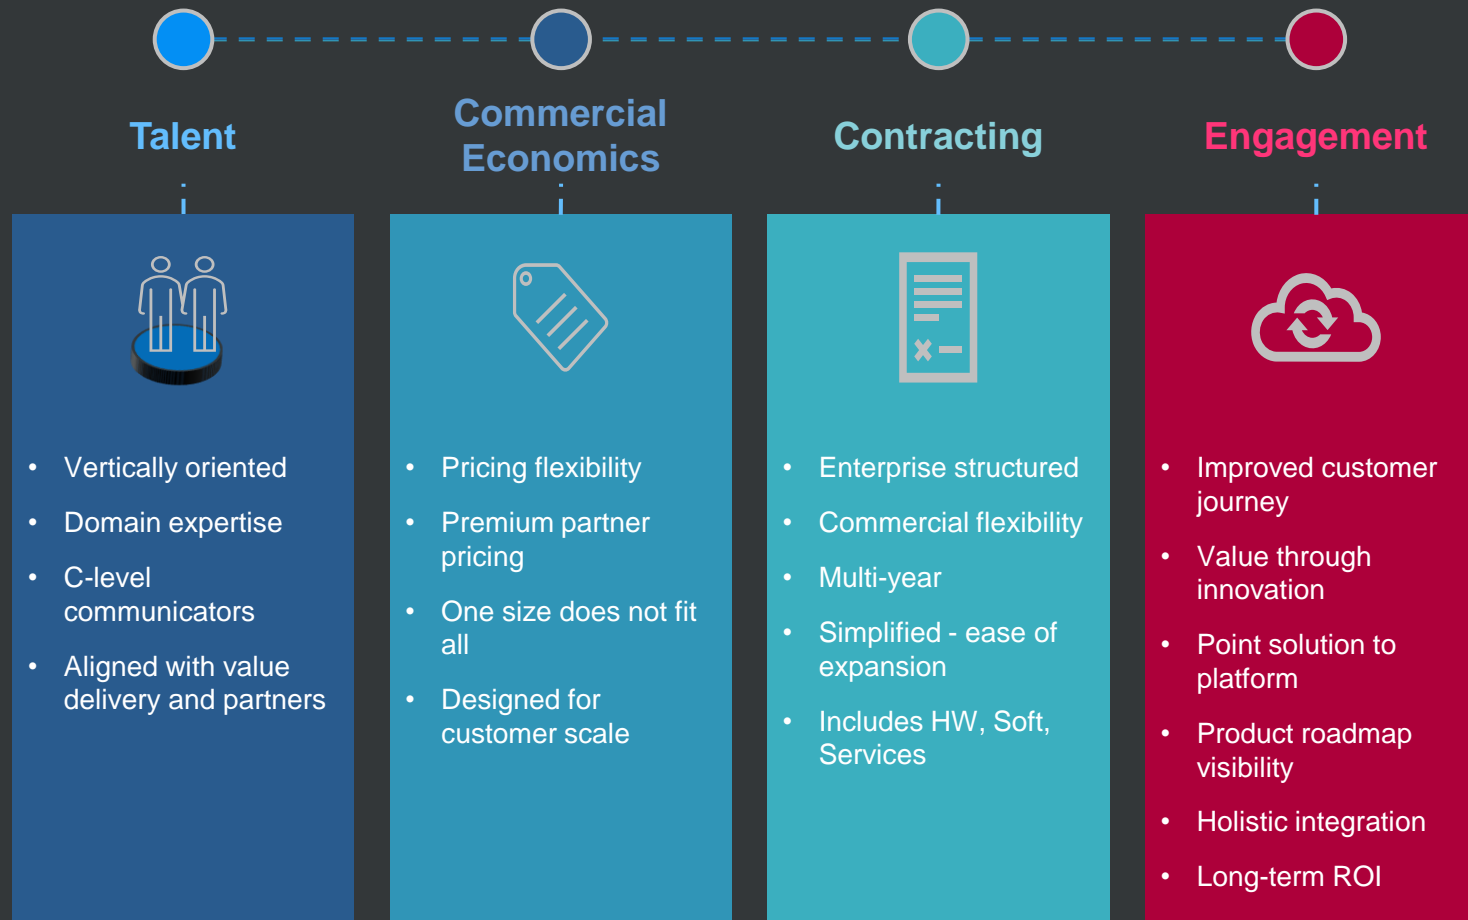 Talent
Commercial
Economics
Contracting
Engagement
• Vertically oriented
• Domain expertise
• C-level
communicators
• Aligned with value
delivery and partners
• Pricing flexibility
• Premium partner
pricing
• One size does not fit
all
• Designed for
customer scale
• Enterprise structured
• Commercial flexibility
• Multi-year
• Simplified - ease of
expansion
• Includes HW, Soft,
Services
• Improved customer
journey
• Value through
innovation
• Point solution to
platform
• Product roadmap
visibility
• Holistic integration
• Long-term ROI